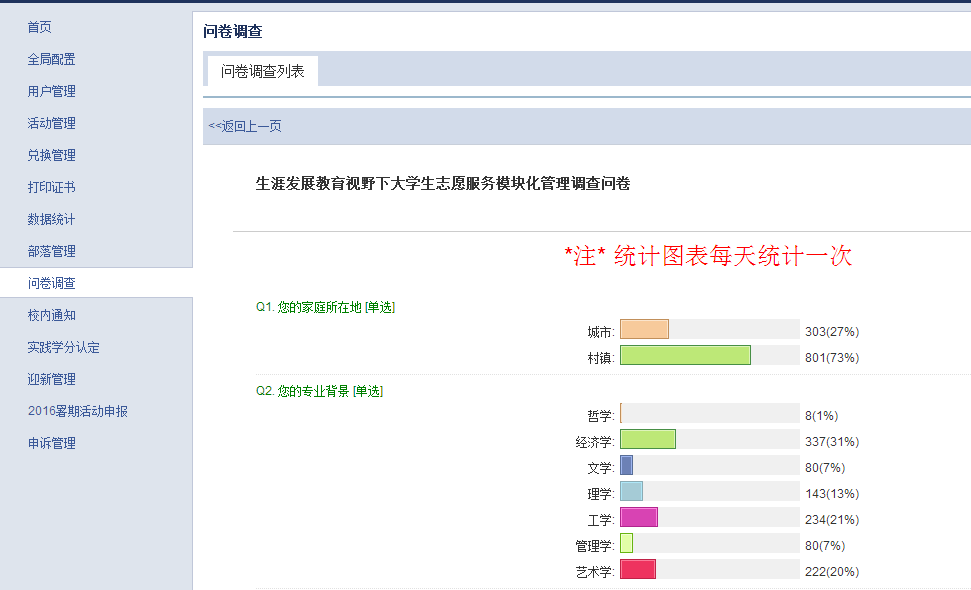 首页
全局配置
用户管理
活动管理
兑换管理
打印证书
数据统计
部落管理
问卷调查
校内通知
实践学分认定
迎新管理
2016署期活动申报
申诉管理
问卷调查
问卷调查列表
<<返回上一页
生涯发展教育视野下大学生志愿服务模块化管理调查问卷
*注* 统计图表每天统计一次
Q1. 您的家庭所在地 [单选]
城市: 303(27%)
村镇: 801(73%)
Q2. 您的专业背景 [单选]
哲学: 8(1%)
经济学: 337(31%)
文学: 80(7%)
理学: 143(13%)
工学: 234(21%)
管理学: 80(7%)
艺术学: 222(20%)